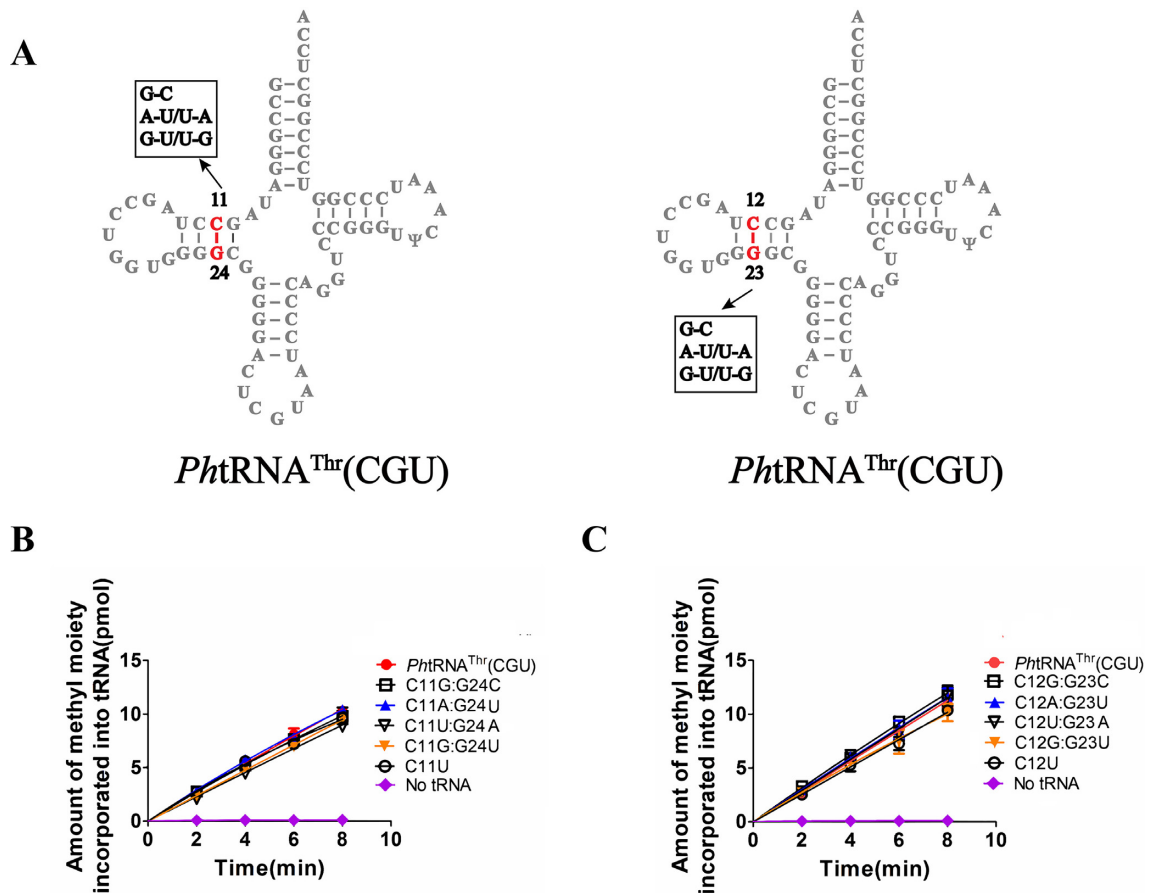 A
A
C
C
U
G–C
C–G
C–G
G–C
G–C
G–C
A–U
G-C
A-U/U-A
G-U/U-G
11
C C G A U C C G A U
U G G U G G G G C
24
G G C C C U A A A
C C G G G U Ψ C
C U G G A
G–C
G–C
G–C
G–C
A–U
C U C G U A A
PhtRNAThr(CGU)
A
C
C
U
G–C
C–G
C–G
G–C
G–C
G–C
A–U
12
C C G A U C C G A U
U G G U G G G G C
23
G-C
A-U/U-A
G-U/U-G
G G C C C U A A A
C C G G G U Ψ C
C U G G A
G–C
G–C
G–C
G–C
A–U
C U C G U A A
PhtRNAThr(CGU)
B
Amount of methyl moiety
incorporated into tRNA(pmol)
15
10
5
0
0 2 4 6 8 10
Time(min)
PhtRNAThr(CGU)
C11G:G24C
C11A:G24U
C11U:G24A
C11G:G24U
C11U
No tRNA
C
Amount of methyl moiety
incorporated into tRNA(pmol)
15
10
5
0
0 2 4 6 8 10
Time(min)
PhtRNAThr(CGU)
C12G:G23C
C12A:G23U
C12U:G23A
C12G:G23U
C12U
No tRNA